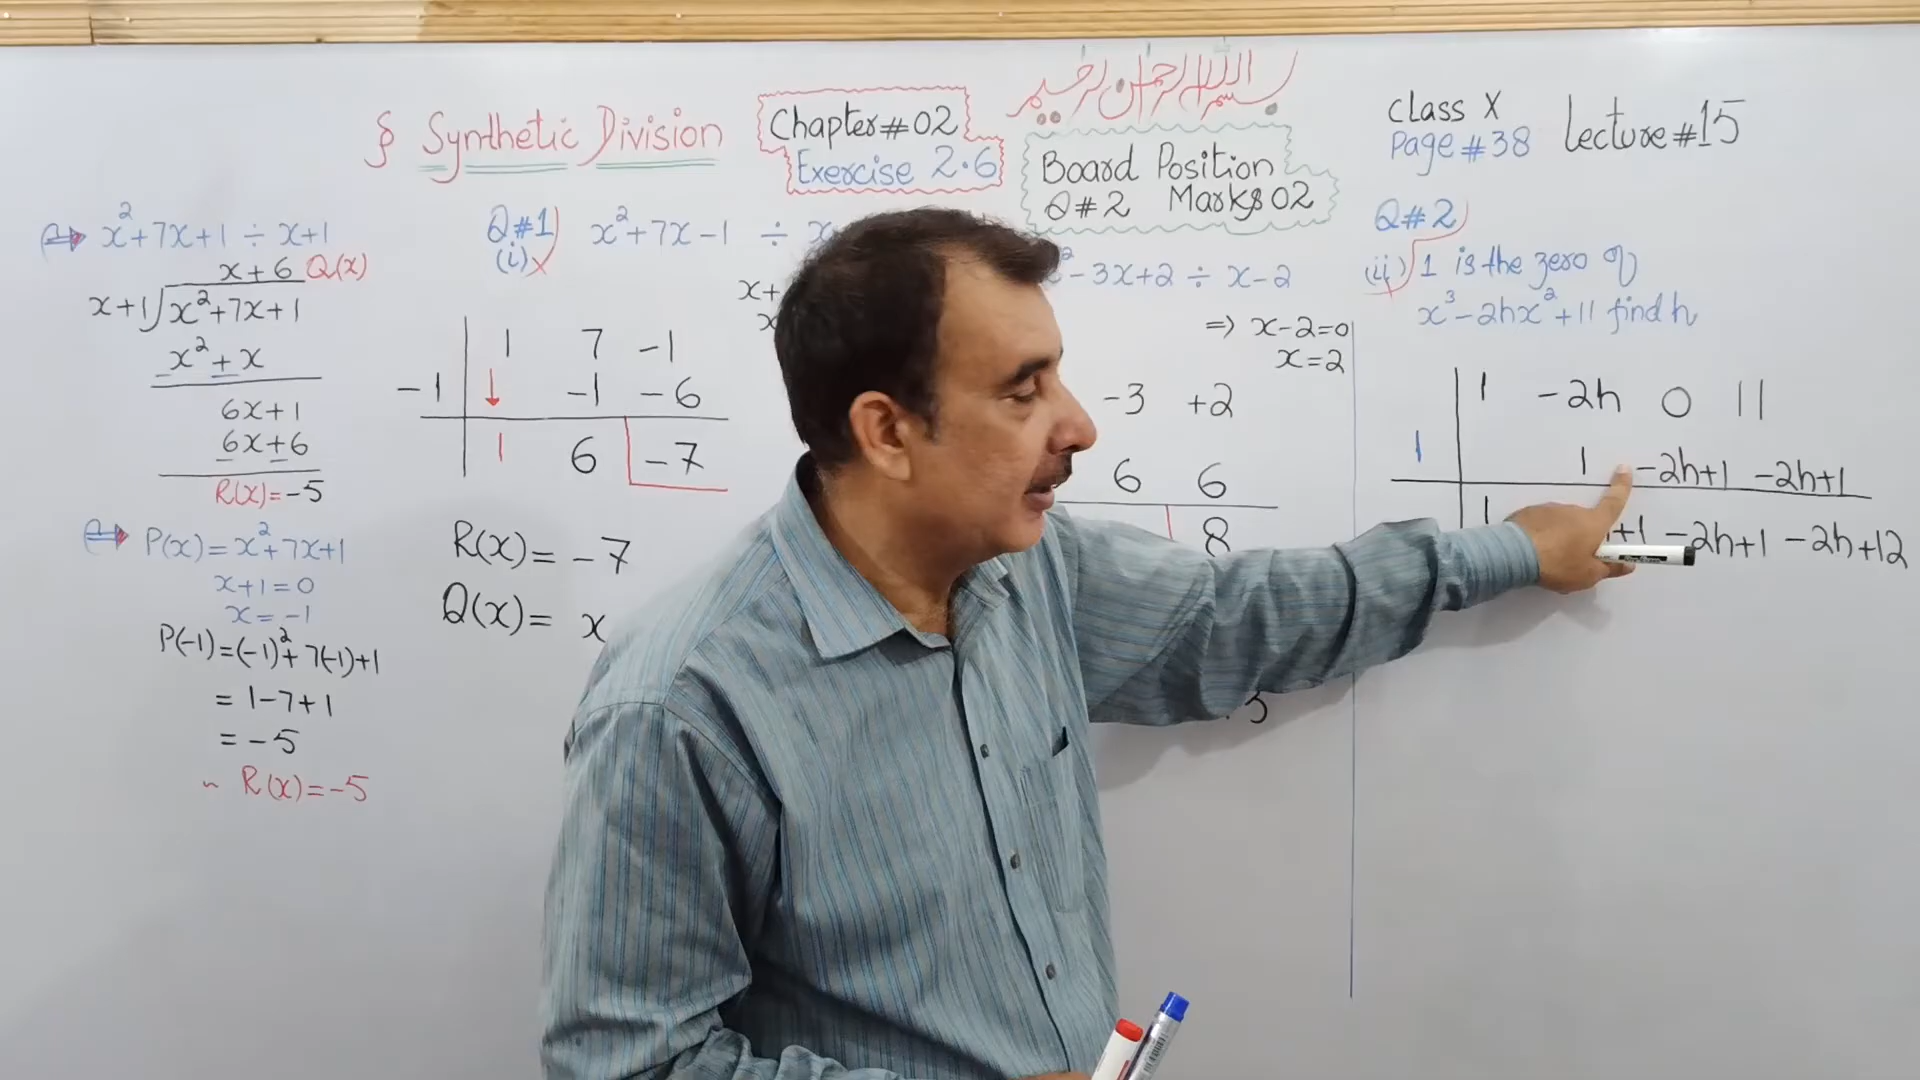 بسم الله الرحمن الرحيم
§ Synthetic Division
Chapter#02
Exercise 2.6
Board Position
Q#2 Marks 02
Class X
Page #38
Lecture #15
x²+7x+1 ÷ x+1
x+6 Q(x)
x+1 x²+7x+1
x² + x
6x+1
6x+6
R(x)=-5
P(x)=x²+7x+1
x+1=0
x=-1
P(-1)=(-1)²+7(-1)+1
= 1-7+1
= -5
R(x)=-5
Q#1
(i)
x²+7x-1 ÷ x
x+
1 7 -1
-1 ↓ -1 -6
1 6 -7
R(x)= -7
Q(x)= x
² - 3x+2 ÷ x-2
=) x-2=0
x=2
-3 +2
6 6
8
Q#2
(ii) 1 is the zero of
x³-2hx²+11 find h
1 -2h 0 11
1 1 -2h+1 -2h+1
1 +1 -2h+1 -2h+12